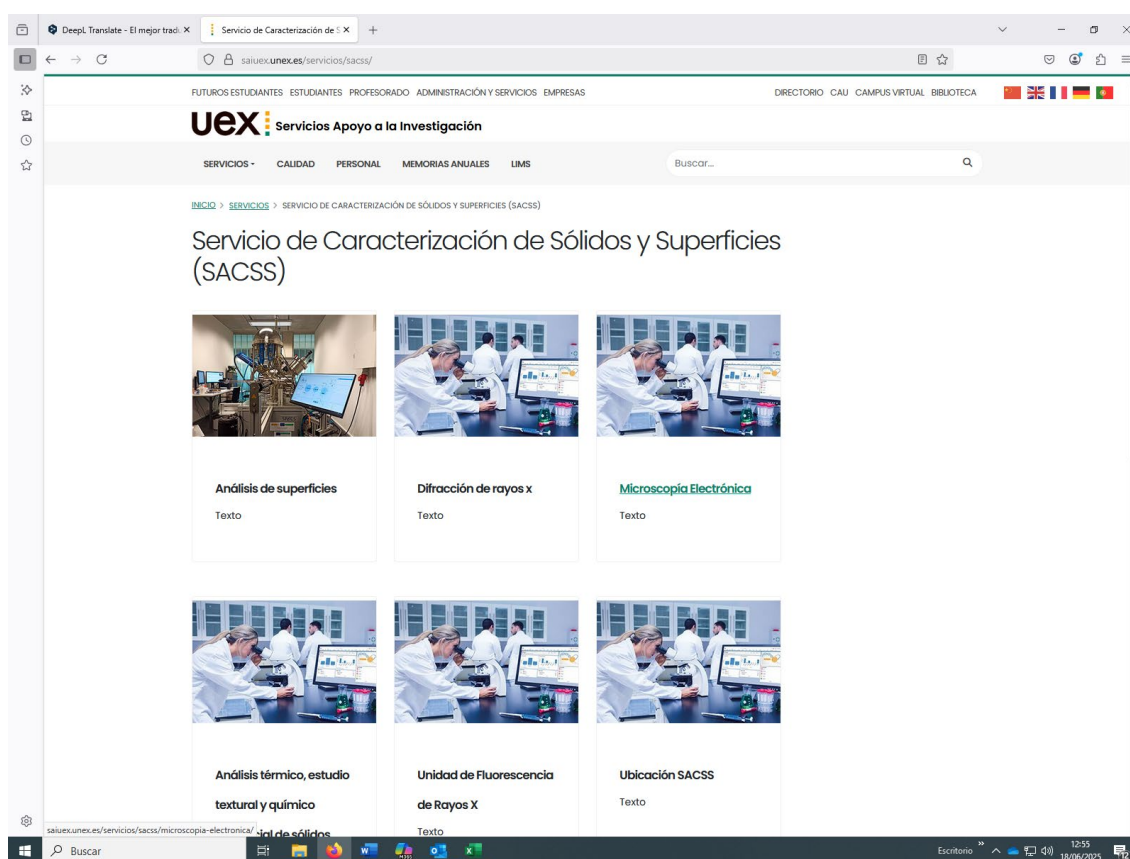 DeepL Translate - El mejor tradu
Servicio de Caracterización de S
saiuex.unex.es/servicios/sacss/
FUTUROS ESTUDIANTES ESTUDIANTES PROFESORADO ADMINISTRACIÓN Y SERVICIOS EMPRESAS
DIRECTORIO CAU CAMPUS VIRTUAL BIBLIOTECA
uex Servicios Apoyo a la Investigación
SERVICIOS CALIDAD PERSONAL MEMORIAS ANUALES LIMS
Buscar...
INICIO > SERVICIOS > SERVICIO DE CARACTERIZACIÓN DE SÓLIDOS Y SUPERFICIES (SACSS)
Servicio de Caracterización de Sólidos y Superficies
(SACSS)
Análisis de superficies
Texto
Difracción de rayos x
Texto
Microscopía Electrónica
Texto
Análisis térmico, estudio
textural y químico
Unidad de Fluorescencia
de Rayos X
Texto
Ubicación SACSS
Texto
saiuex.unex.es/servicios/sacss/microscopia-electronica/
de sólidos
Buscar
Escritorio
12:55
18/06/2025